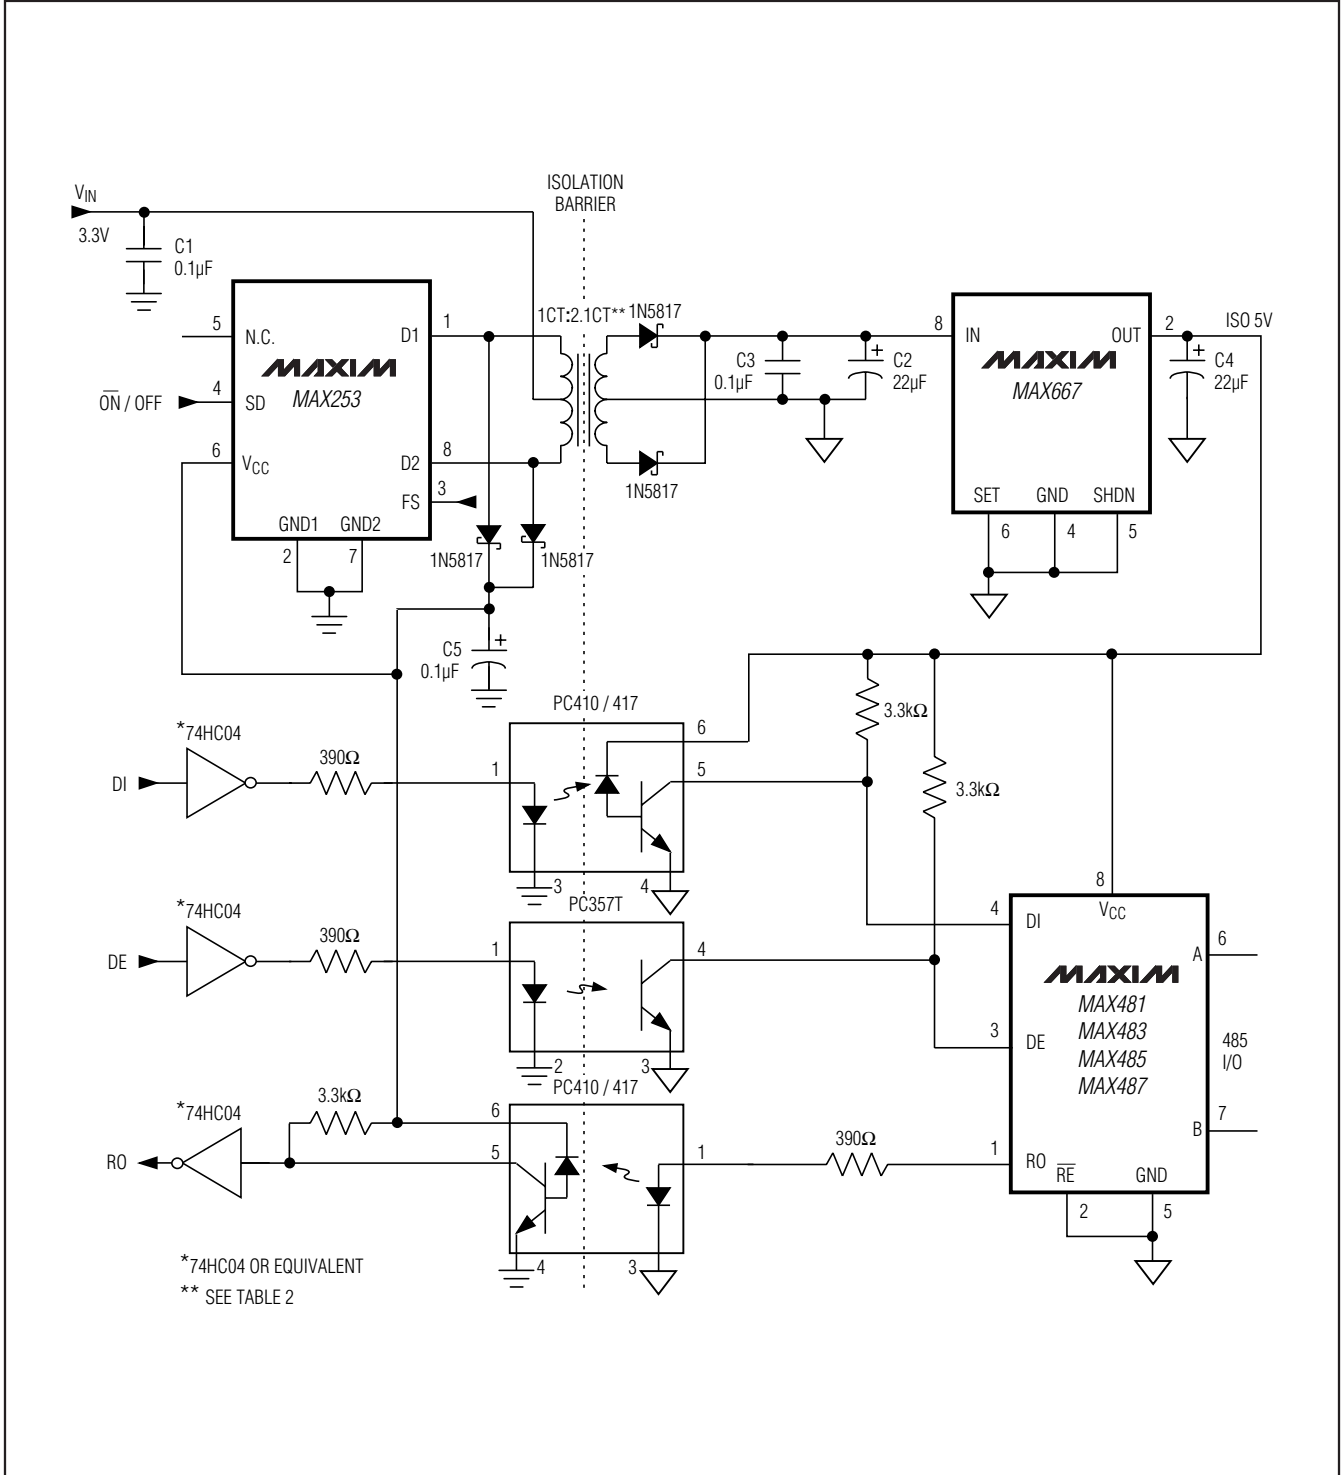 ISOLATION
BARRIER
VIN
3.3V
C1
0.1µF
5
N.C.
MAXIM
MAX253
D1
1
4
ON / OFF
SD
6
VCC
D2
8
FS
3
GND1
GND2
2
7
1CT:2.1CT**
1N5817
1N5817
1N5817
1N5817
C3
0.1µF
+
C2
22µF
8
IN
MAXIM
MAX667
OUT
2
ISO 5V
+
C4
22µF
SET
GND
SHDN
6
4
5
C5
0.1µF
+
PC410 / 417
*74HC04
DI
390Ω
1
6
5
3
4
3.3kΩ
3.3kΩ
PC357T
*74HC04
DE
390Ω
1
4
2
3
PC410 / 417
*74HC04
RO
3.3kΩ
6
5
1
4
3
390Ω
8
VCC
4
DI
MAXIM
MAX481
MAX483
MAX485
MAX487
3
DE
1
RO
RE
GND
2
5
A
6
485
I/O
B
7
*74HC04 OR EQUIVALENT
** SEE TABLE 2